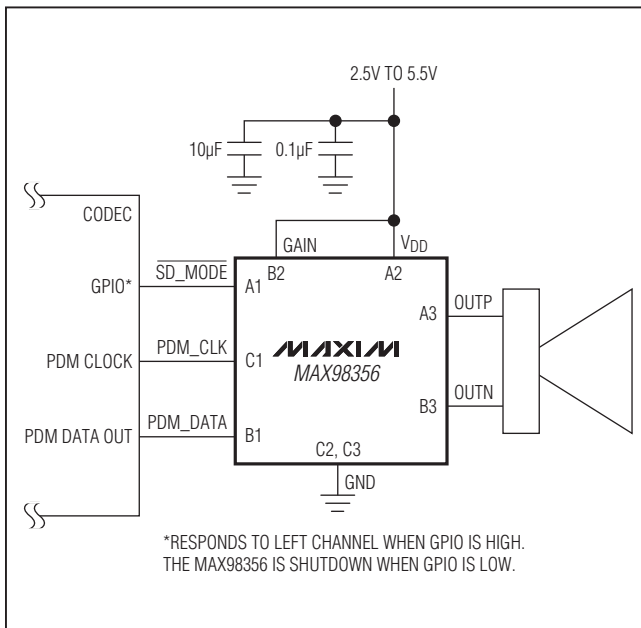 2.5V TO 5.5V
10µF
0.1µF
CODEC
GAIN
VDD
SD_MODE
B2
A2
GPIO*
A1
A3
OUTP
MAXIM
PDM_CLK
PDM CLOCK
C1
MAX98356
B3
OUTN
PDM_DATA
PDM DATA OUT
B1
C2, C3
GND
*RESPONDS TO LEFT CHANNEL WHEN GPIO IS HIGH.
THE MAX98356 IS SHUTDOWN WHEN GPIO IS LOW.